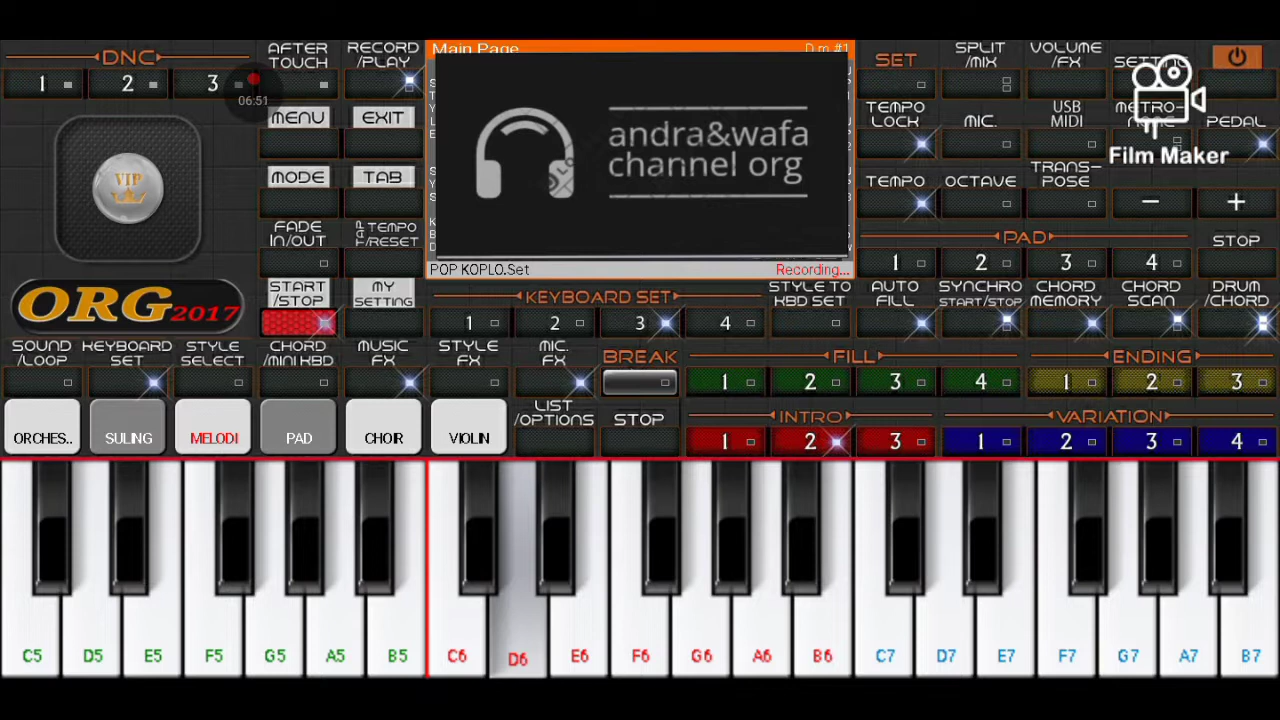 DNC
1
2
3
06:51
AFTER
TOUCH
RECORD
/PLAY
MENU
EXIT
MODE
TAB
FADE
IN/OUT
TEMPO
/RESET
START
/STOP
MY
SETTING
VIP
ORG 2017
Main Page
D m #1
andra&wafa
channel org
POP KOPLO.Set
Recording...
SET
SPLIT
/MIX
VOLUME
/FX
TEMPO
LOCK
MIC.
USB
MIDI
PEDAL
Film Maker
TEMPO
OCTAVE
TRANS-
POSE
−
+
PAD
1
2
3
4
STOP
KEYBOARD SET
1
2
3
4
STYLE TO
KBD SET
AUTO
FILL
SYNCHRO
START/STOP
CHORD
MEMORY
CHORD
SCAN
DRUM
/CHORD
SOUND
/LOOP
KEYBOARD
SET
STYLE
SELECT
CHORD
/MINI KBD
MUSIC
FX
STYLE
FX
MIC.
FX
BREAK
FILL
1
2
3
4
ENDING
1
2
3
ORCHES..
SULING
MELODI
PAD
CHOIR
VIOLIN
LIST
/OPTIONS
STOP
INTRO
1
2
3
VARIATION
1
2
3
4
C5 D5 E5 F5 G5 A5 B5 C6 D6 E6 F6 G6 A6 B6 C7 D7 E7 F7 G7 A7 B7